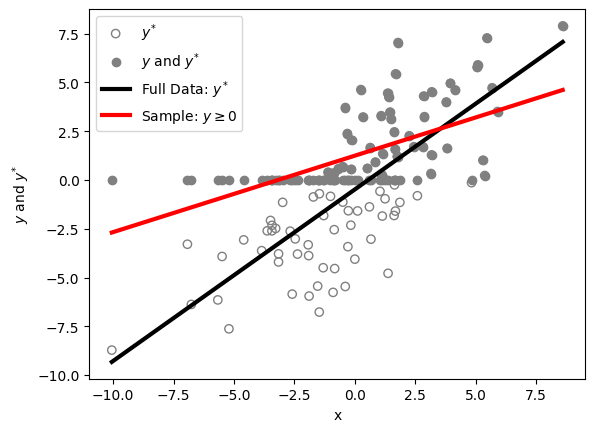 y*
y and y*
Full Data: y*
Sample: y ≥ 0
y and y*
7.5
5.0
2.5
0.0
−2.5
−5.0
−7.5
−10.0
−10.0 −7.5 −5.0 −2.5 0.0 2.5 5.0 7.5
x